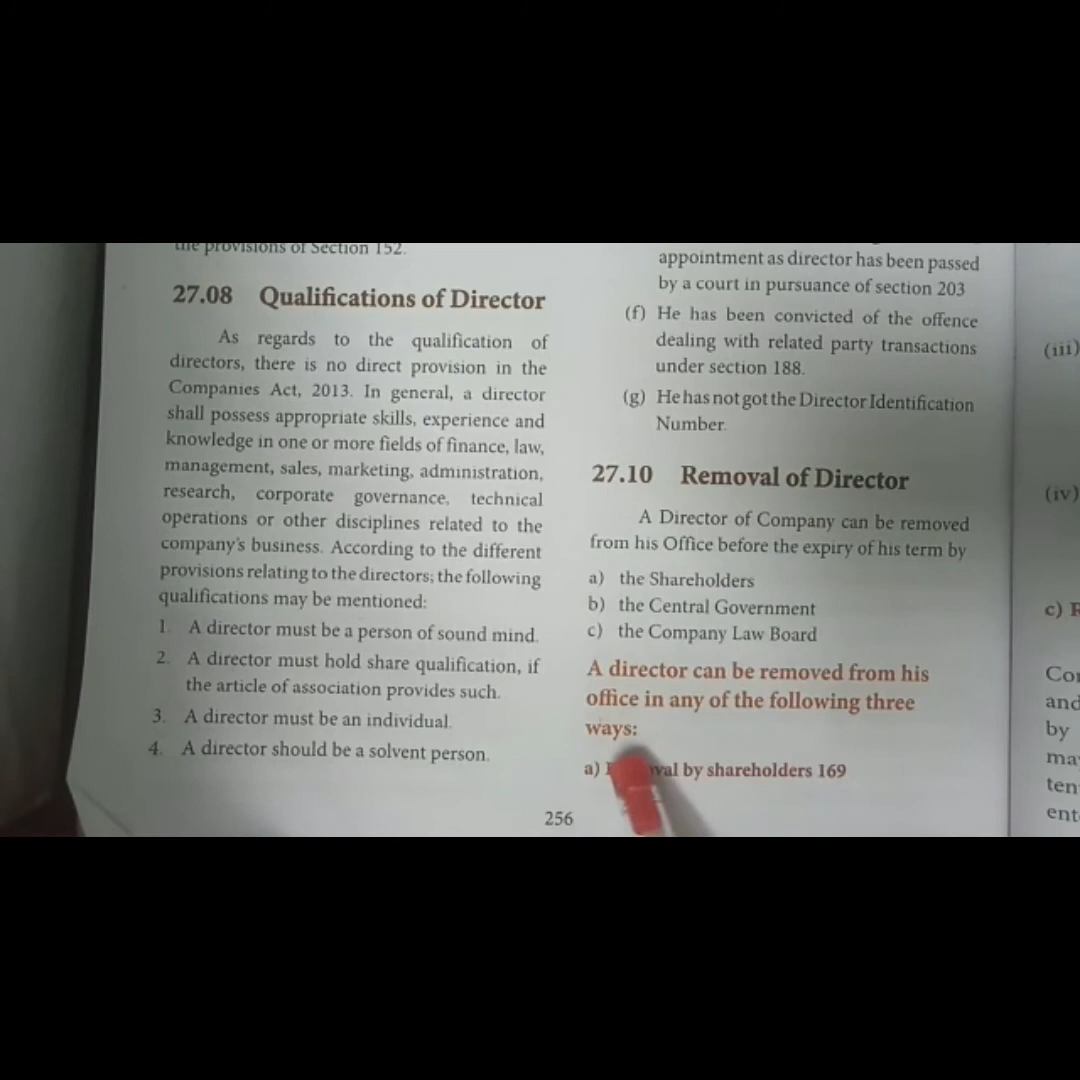 the provisions of Section 152.
27.08 Qualifications of Director
As regards to the qualification of
directors, there is no direct provision in the
Companies Act, 2013. In general, a director
shall possess appropriate skills, experience and
knowledge in one or more fields of finance, law,
management, sales, marketing, administration,
research, corporate governance, technical
operations or other disciplines related to the
company's business. According to the different
provisions relating to the directors; the following
qualifications may be mentioned:
1. A director must be a person of sound mind.
2. A director must hold share qualification, if
the article of association provides such.
3. A director must be an individual.
4. A director should be a solvent person.
appointment as director has been passed
by a court in pursuance of section 203
(f) He has been convicted of the offence
dealing with related party transactions
under section 188.
(g) He has not got the Director Identification
Number.
27.10 Removal of Director
A Director of Company can be removed
from his Office before the expiry of his term by
a) the Shareholders
b) the Central Government
c) the Company Law Board
A director can be removed from his
office in any of the following three
ways:
a) by shareholders 169
256
(iii)
(iv)
c)
and
by